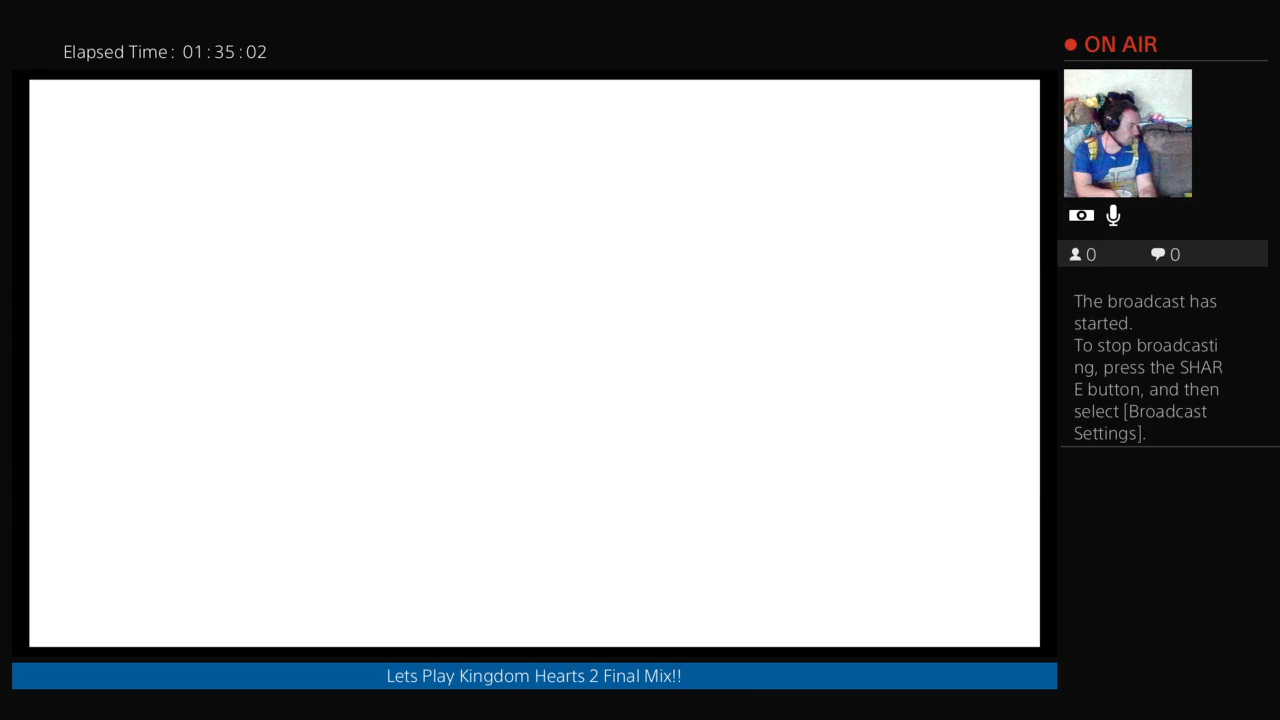 Elapsed Time: 01:35:02
ON AIR
0 0
The broadcast has
started.
To stop broadcasti
ng, press the SHAR
E button, and then
select [Broadcast
Settings].
Lets Play Kingdom Hearts 2 Final Mix!!